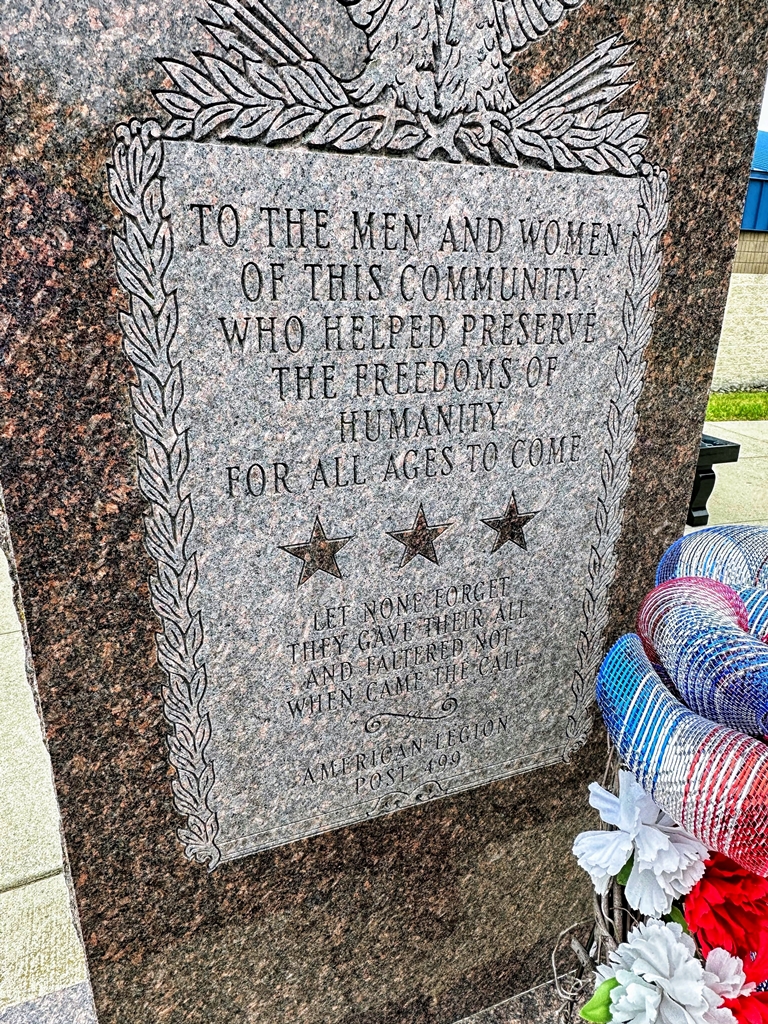 TO THE MEN AND WOMEN
OF THIS COMMUNITY
WHO HELPED PRESERVE
THE FREEDOMS OF
HUMANITY
FOR ALL AGES TO COME
LET NONE FORGET
THEY GAVE THEIR ALL
AND FALTERED NOT
WHEN CAME THE CALL
AMERICAN LEGION
POST 499